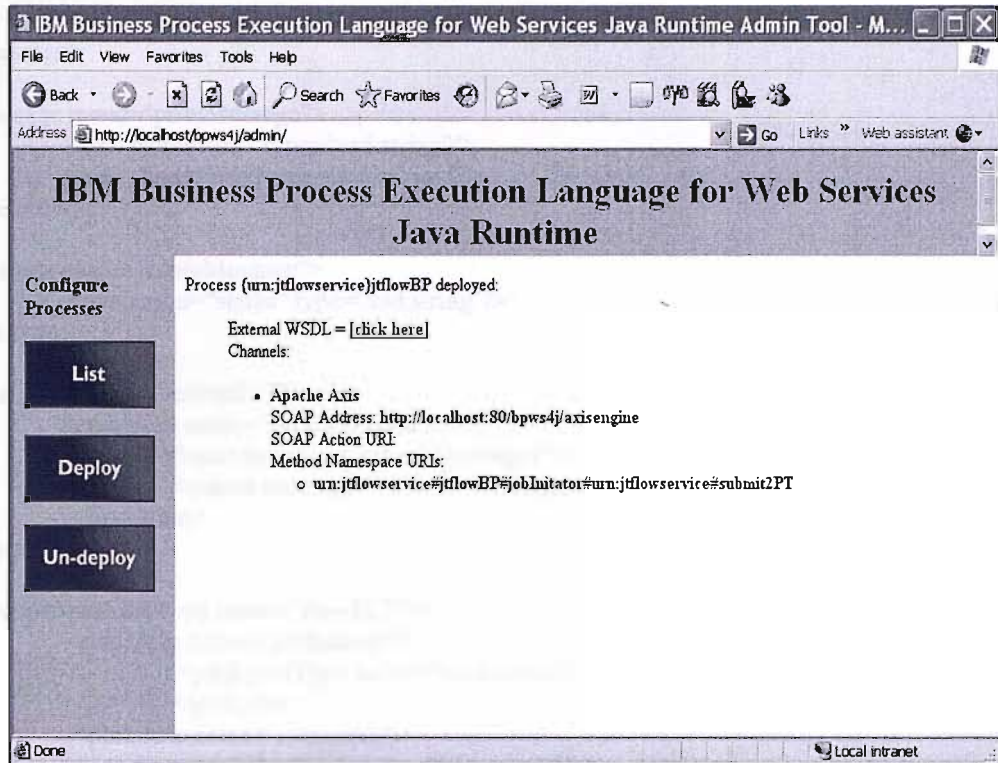 IBM Business Process Execution Language for Web Services Java Runtime Admin Tool - M...
File Edit View Favorites Tools Help
Back Search Favorites
Address http://localhost/bpws4j/admin/ Go Links » Web assistant
IBM Business Process Execution Language for Web Services
Java Runtime
Configure
Processes
List
Deploy
Un-deploy
Process (urn:jtflowservice)jtflowBP deployed:
External WSDL = [click here]
Channels:
• Apache Axis
SOAP Address: http://localhost:80/bpws4j/axisengine
SOAP Action URI:
Method Namespace URIs:
o urn:jtflowservice#jtflowBP#jobInitator#urn:jtflowservice#submit2PT
Done Local intranet